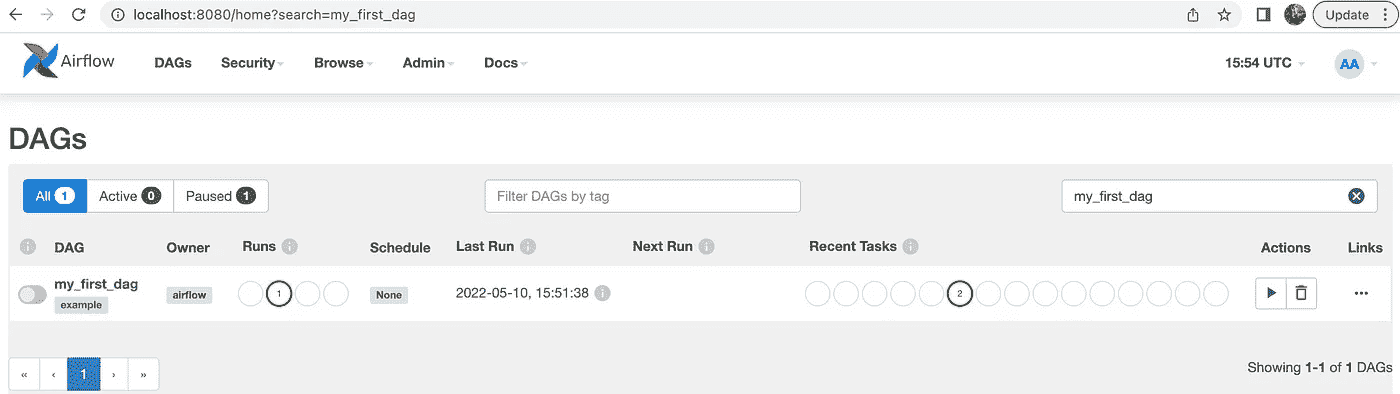 localhost:8080/home?search=my_first_dag
Update
Airflow DAGs Security Browse Admin Docs 15:54 UTC AA
DAGs
All 1 Active 0 Paused 1 Filter DAGs by tag my_first_dag
i DAG Owner Runs i Schedule Last Run i Next Run i Recent Tasks i Actions Links
my_first_dag airflow 1 None 2022-05-10, 15:51:38 i 2
example
« ‹ 1 › »
Showing 1-1 of 1 DAGs